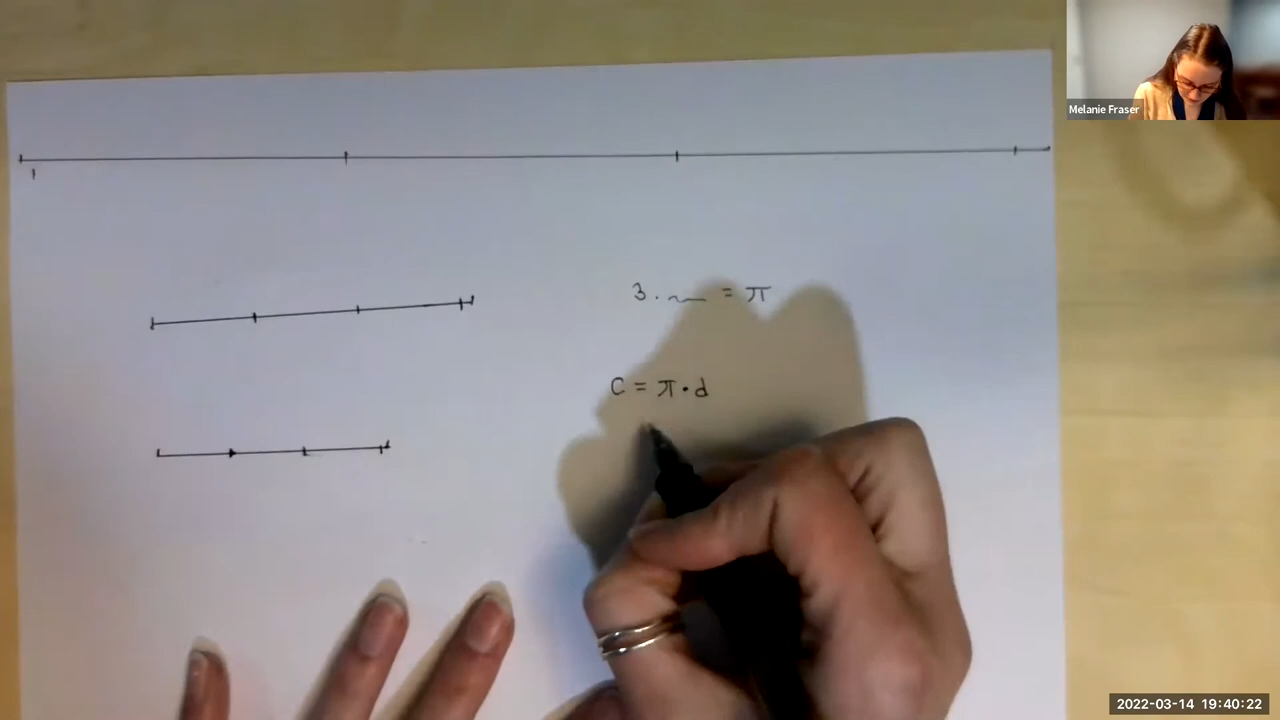 Melanie Fraser
3. = π
C = π • d
2022-03-14 19:40:22